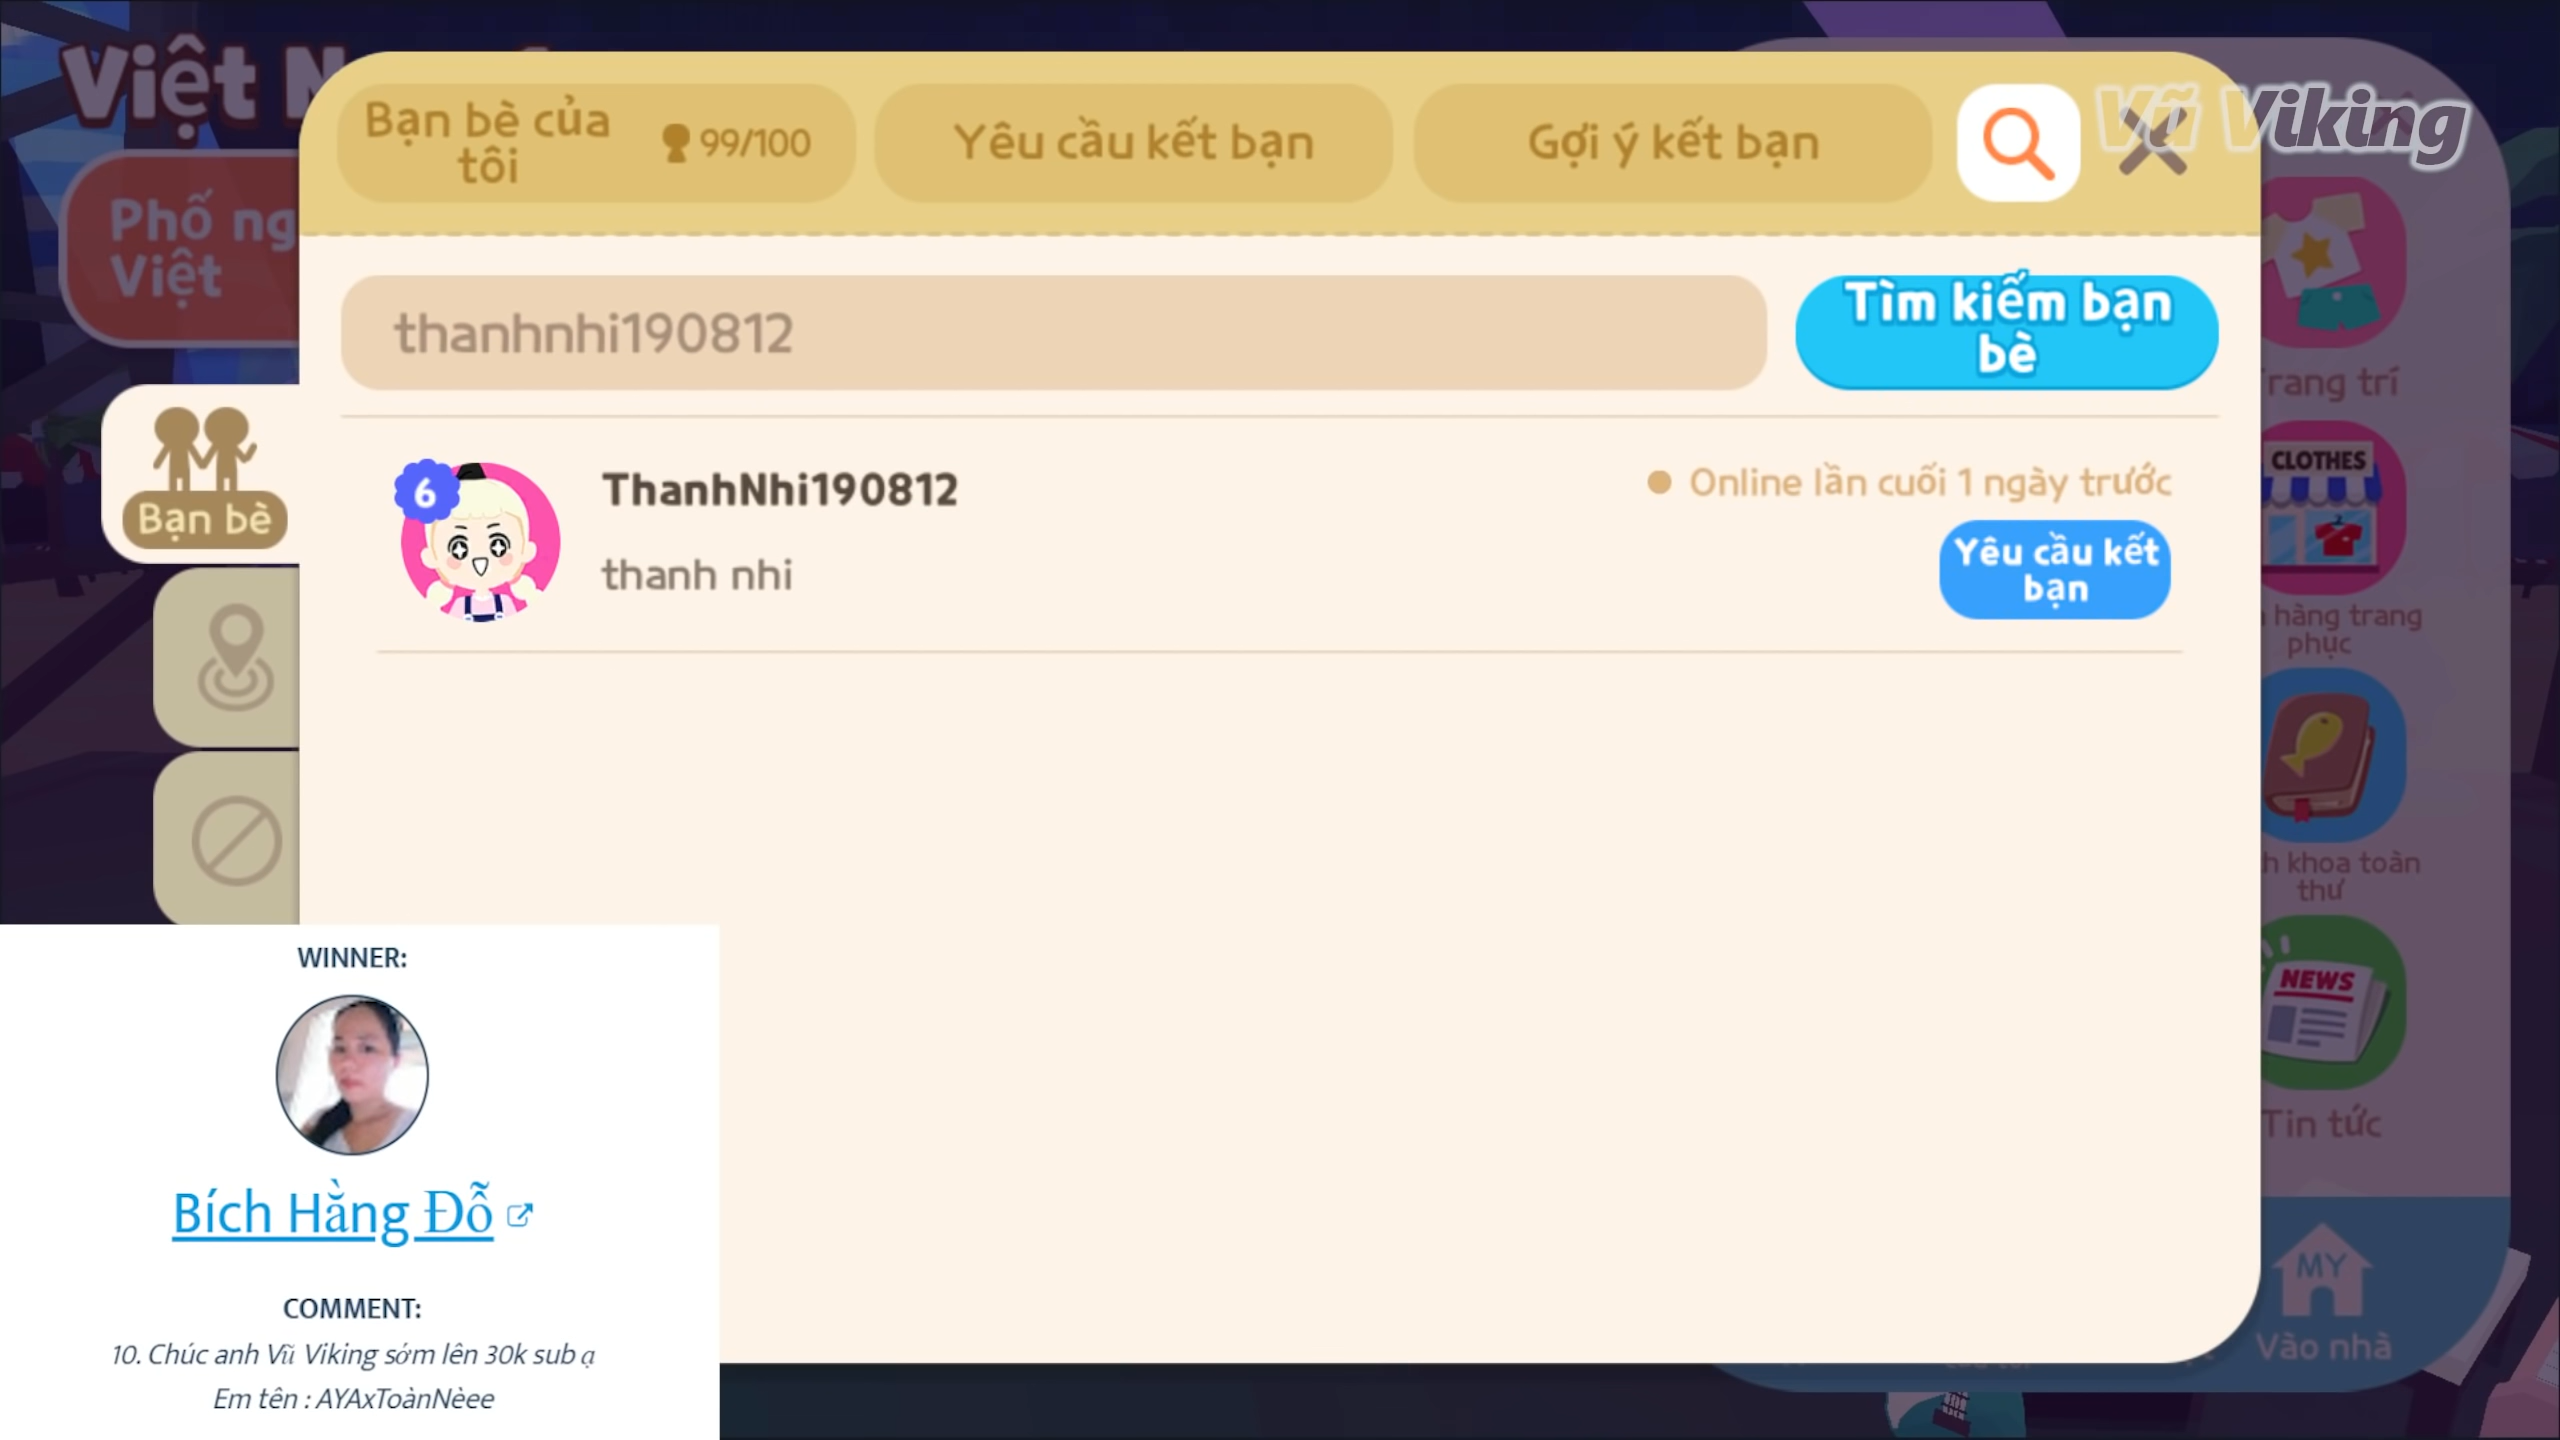 Việt N
Vũ Viking
Bạn bè của
tôi
99/100
Yêu cầu kết bạn
Gợi ý kết bạn
Phố ng
Việt
thanhnhi190812
Tìm kiếm bạn
bè
rang trí
Bạn bè
6
ThanhNhi190812
Online lần cuối 1 ngày trước
thanh nhi
Yêu cầu kết
bạn
CLOTHES
hàng trang
phục
h khoa toàn
thư
NEWS
Tin tức
MY
Vào nhà
WINNER:
Bích Hằng Đỗ
COMMENT:
10. Chúc anh Vũ Viking sớm lên 30k sub ạ
Em tên : AYAxToànNèee